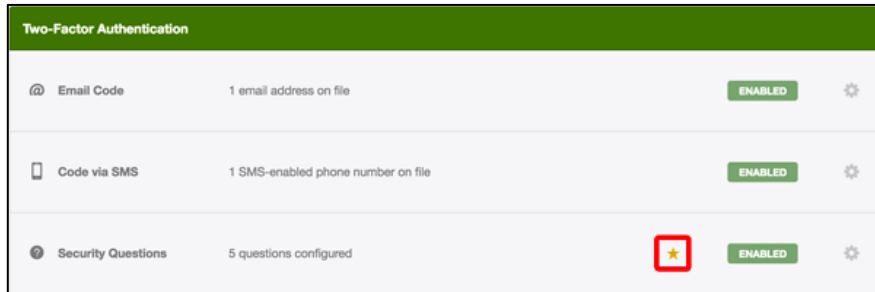 Two-Factor Authentication
@ Email Code 1 email address on file ENABLED
Code via SMS 1 SMS-enabled phone number on file ENABLED
? Security Questions 5 questions configured ENABLED